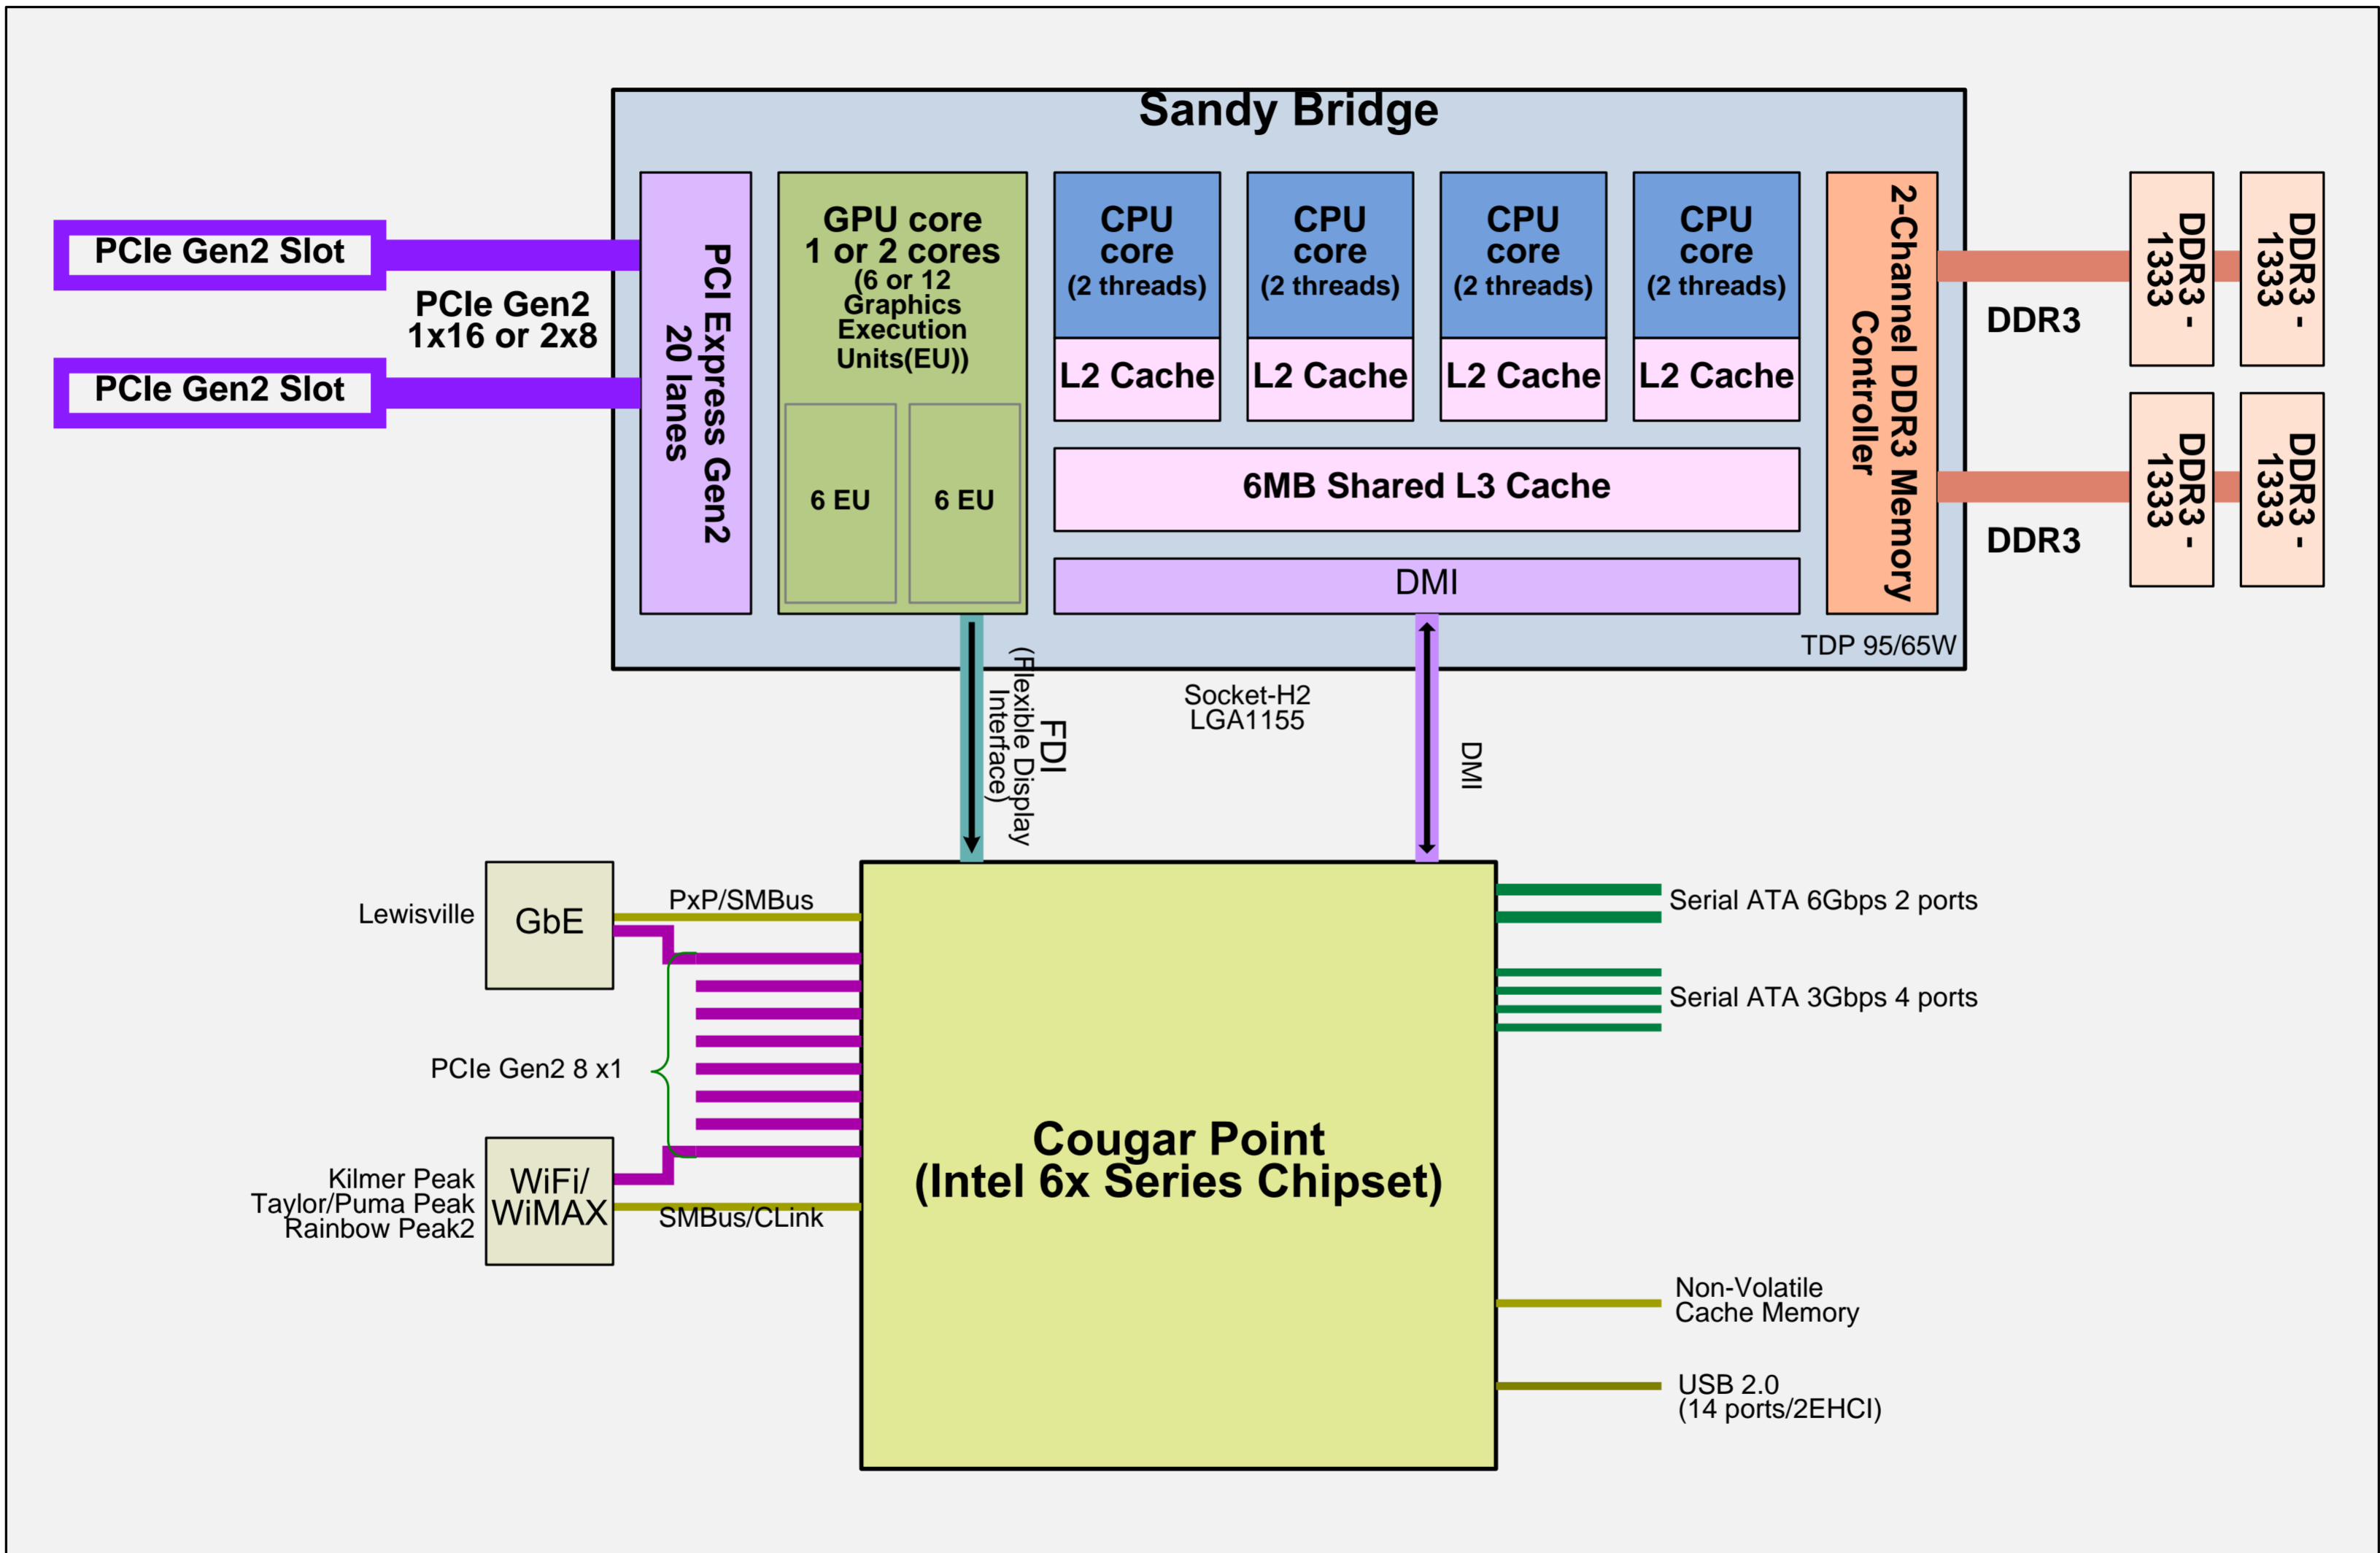 Sandy Bridge
PCIe Gen2 Slot
PCIe Gen2
1x16 or 2x8
PCIe Gen2 Slot
PCI Express Gen2
20 lanes
GPU core
1 or 2 cores
(6 or 12
Graphics
Execution
Units(EU))
6 EU
6 EU
CPU
core
(2 threads)
L2 Cache
CPU
core
(2 threads)
L2 Cache
CPU
core
(2 threads)
L2 Cache
CPU
core
(2 threads)
L2 Cache
6MB Shared L3 Cache
DMI
2-Channel DDR3 Memory
Controller
TDP 95/65W
DDR3
DDR3 -
1333
DDR3 -
1333
DDR3
DDR3 -
1333
DDR3 -
1333
FDI
(Flexible Display
Interface)
Socket-H2
LGA1155
DMI
Lewisville
GbE
PxP/SMBus
PCIe Gen2 8 x1
Kilmer Peak
Taylor/Puma Peak
Rainbow Peak2
WiFi/
WiMAX
SMBus/CLink
Cougar Point
(Intel 6x Series Chipset)
Serial ATA 6Gbps 2 ports
Serial ATA 3Gbps 4 ports
Non-Volatile
Cache Memory
USB 2.0
(14 ports/2EHCI)